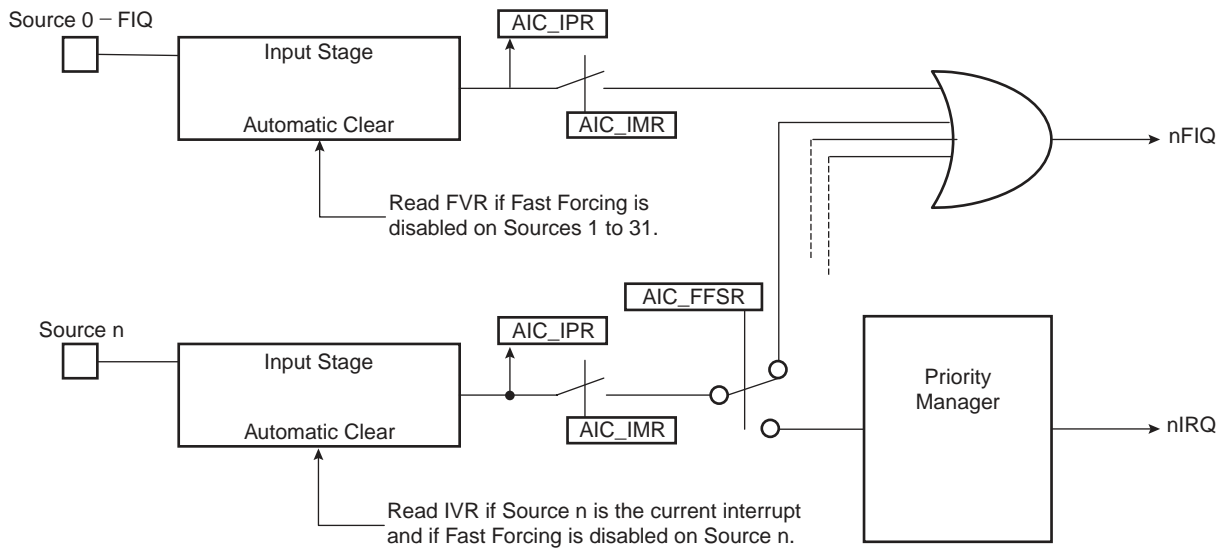 Source 0 – FIQ
AIC_IPR
Input Stage
Automatic Clear
AIC_IMR
nFIQ
Read FVR if Fast Forcing is
disabled on Sources 1 to 31.
AIC_FFSR
Source n
AIC_IPR
Input Stage
Priority
Manager
Automatic Clear
AIC_IMR
nIRQ
Read IVR if Source n is the current interrupt
and if Fast Forcing is disabled on Source n.